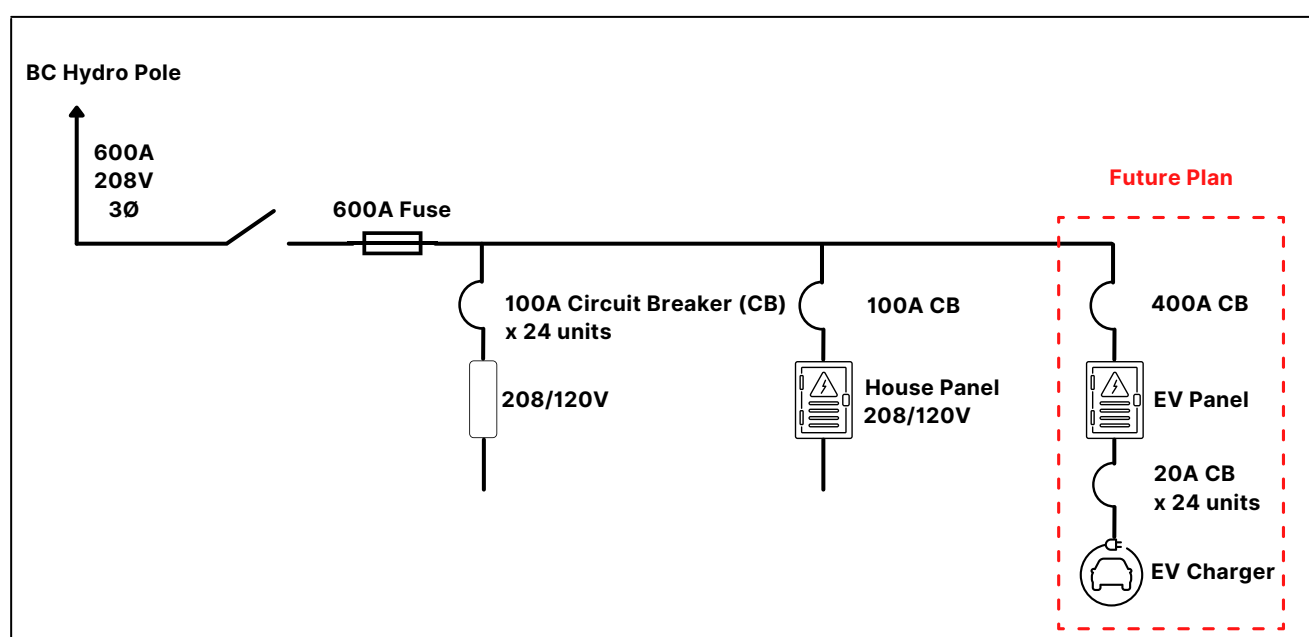 BC Hydro Pole
600A
208V
3Ø
600A Fuse
Future Plan
100A Circuit Breaker (CB)
x 24 units
100A CB
400A CB
208/120V
House Panel
208/120V
EV Panel
20A CB
x 24 units
EV Charger